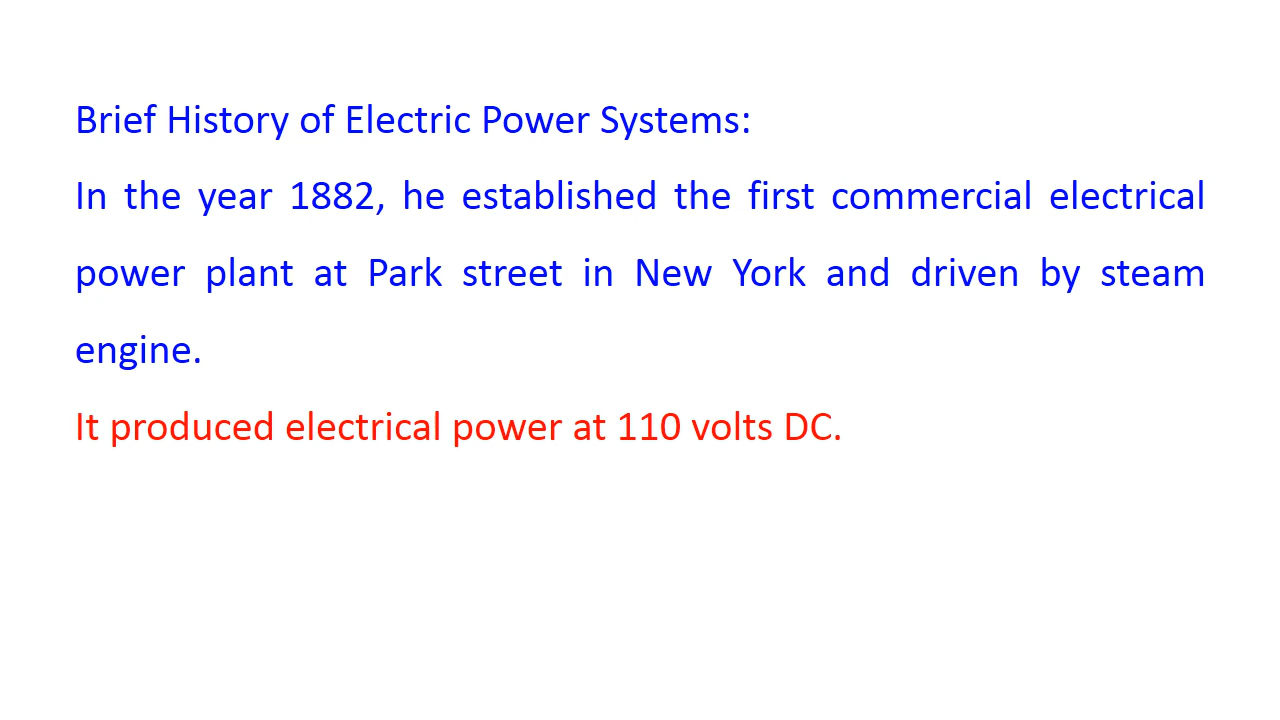 Brief History of Electric Power Systems:
In the year 1882, he established the first commercial electrical
power plant at Park street in New York and driven by steam
engine.
It produced electrical power at 110 volts DC.